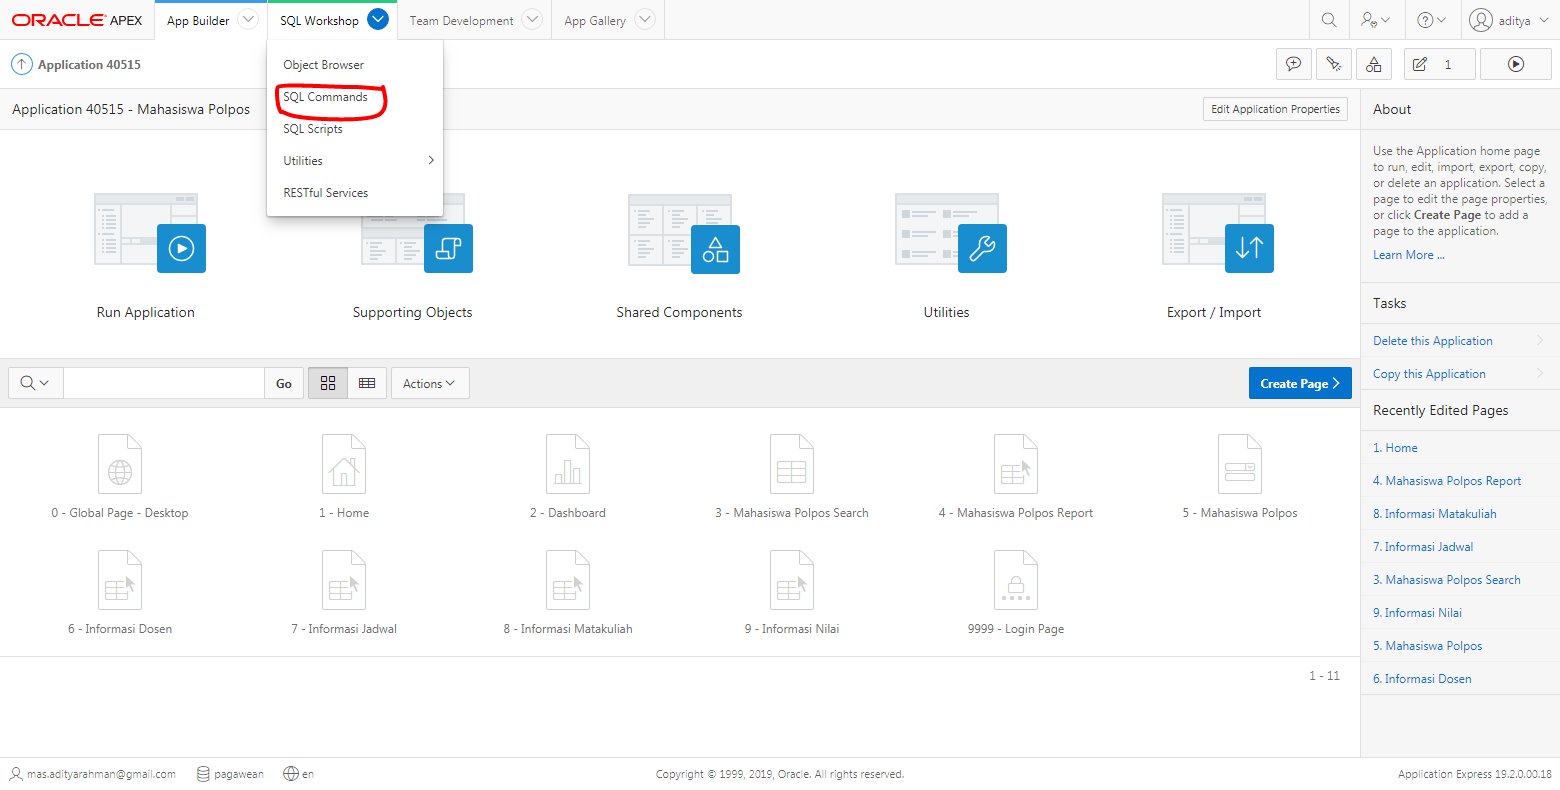 ORACLE APEX App Builder SQL Workshop Team Development App Gallery aditya
Application 40515
1
Object Browser
SQL Commands
SQL Scripts
Utilities
RESTful Services
Application 40515 - Mahasiswa Polpos
Edit Application Properties
Run Application
Supporting Objects
Shared Components
Utilities
Export / Import
Go
Actions
Create Page
0 - Global Page - Desktop
1 - Home
2 - Dashboard
3 - Mahasiswa Polpos Search
4 - Mahasiswa Polpos Report
5 - Mahasiswa Polpos
6 - Informasi Dosen
7 - Informasi Jadwal
8 - Informasi Matakuliah
9 - Informasi Nilai
9999 - Login Page
1 - 11
About
Use the Application home page
to run, edit, import, export, copy,
or delete an application. Select a
page to edit the page properties,
or click Create Page to add a
page to the application.
Learn More ...
Tasks
Delete this Application
Copy this Application
Recently Edited Pages
1. Home
4. Mahasiswa Polpos Report
8. Informasi Matakuliah
7. Informasi Jadwal
3. Mahasiswa Polpos Search
9. Informasi Nilai
5. Mahasiswa Polpos
6. Informasi Dosen
mas.adityarahman@gmail.com pagawean en
Copyright © 1999, 2019, Oracle. All rights reserved.
Application Express 19.2.0.00.18